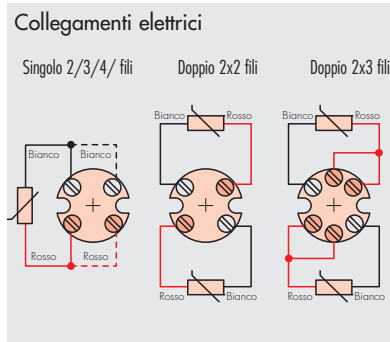 Collegamenti elettrici
Singolo 2/3/4/ fili
Doppio 2x2 fili
Doppio 2x3 fili
Bianco
Bianco
Rosso
Rosso
Bianco
Rosso
Rosso
Bianco
Bianco
Rosso
Rosso
Bianco